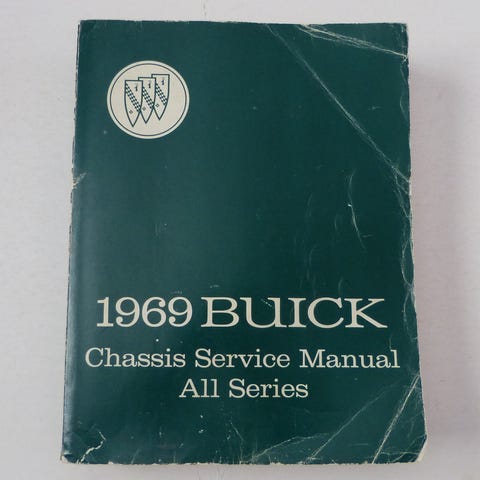 1969 BUICK
Chassis Service Manual
All Series